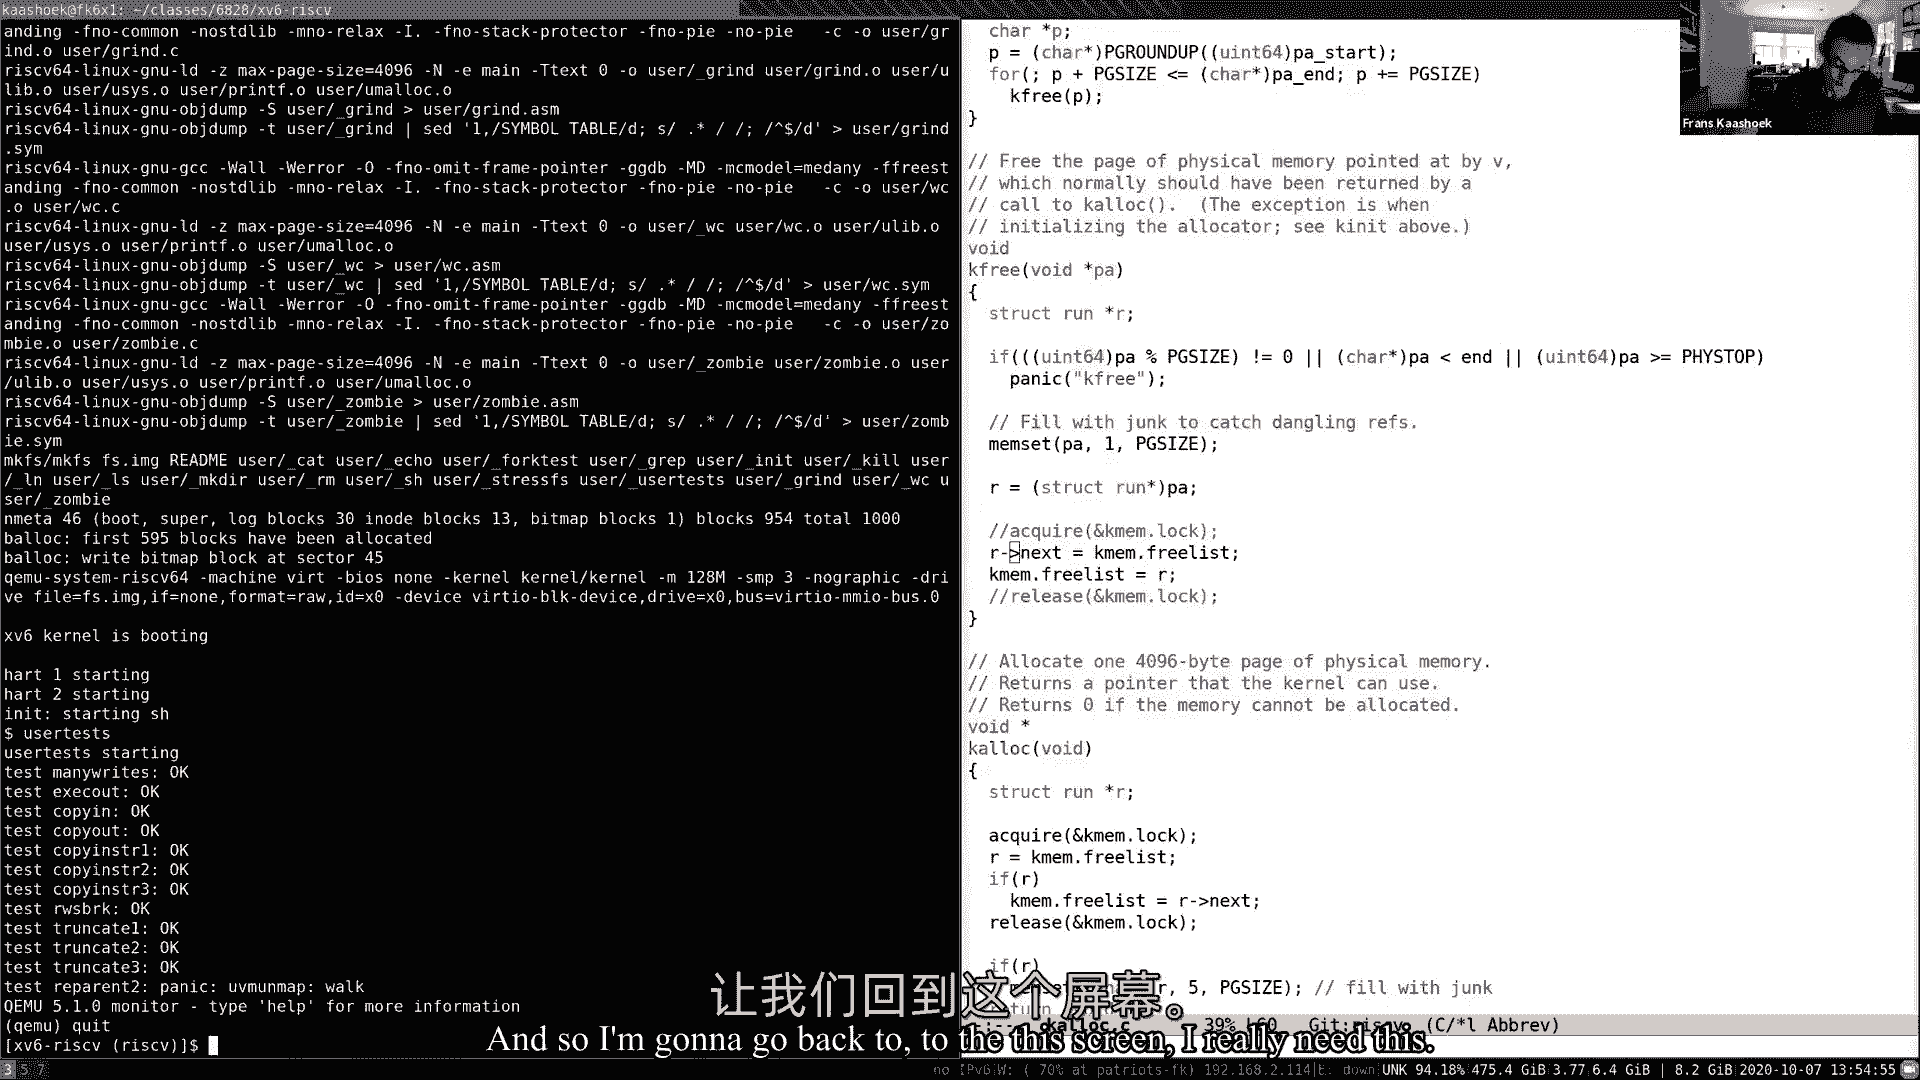 kaashoek@fk6x1: ~/classes/6828/xv6-riscv
anding -fno-common -nostdlib -mno-relax -I. -fno-stack-protector -fno-pie -no-pie   -c -o user/gr
ind.o user/grind.c
riscv64-linux-gnu-ld -z max-page-size=4096 -N -e main -Ttext 0 -o user/_grind user/grind.o user/u
lib.o user/usys.o user/printf.o user/umalloc.o
riscv64-linux-gnu-objdump -S user/_grind > user/grind.asm
riscv64-linux-gnu-objdump -t user/_grind | sed '1,/SYMBOL TABLE/d; s/ .* / /; /^$/d' > user/grind
.sym
riscv64-linux-gnu-gcc -Wall -Werror -O -fno-omit-frame-pointer -ggdb -MD -mcmodel=medany -ffreest
anding -fno-common -nostdlib -mno-relax -I. -fno-stack-protector -fno-pie -no-pie   -c -o user/wc
.o user/wc.c
riscv64-linux-gnu-ld -z max-page-size=4096 -N -e main -Ttext 0 -o user/_wc user/wc.o user/ulib.o
user/usys.o user/printf.o user/umalloc.o
riscv64-linux-gnu-objdump -S user/_wc > user/wc.asm
riscv64-linux-gnu-objdump -t user/_wc | sed '1,/SYMBOL TABLE/d; s/ .* / /; /^$/d' > user/wc.sym
riscv64-linux-gnu-gcc -Wall -Werror -O -fno-omit-frame-pointer -ggdb -MD -mcmodel=medany -ffreest
anding -fno-common -nostdlib -mno-relax -I. -fno-stack-protector -fno-pie -no-pie   -c -o user/zo
mbie.o user/zombie.c
riscv64-linux-gnu-ld -z max-page-size=4096 -N -e main -Ttext 0 -o user/_zombie user/zombie.o user
/ulib.o user/usys.o user/printf.o user/umalloc.o
riscv64-linux-gnu-objdump -S user/_zombie > user/zombie.asm
riscv64-linux-gnu-objdump -t user/_zombie | sed '1,/SYMBOL TABLE/d; s/ .* / /; /^$/d' > user/zomb
ie.sym
mkfs/mkfs fs.img README user/_cat user/_echo user/_forktest user/_grep user/_init user/_kill user
/_ln user/_ls user/_mkdir user/_rm user/_sh user/_stressfs user/_usertests user/_grind user/_wc u
ser/_zombie
nmeta 46 (boot, super, log blocks 30 inode blocks 13, bitmap blocks 1) blocks 954 total 1000
balloc: first 595 blocks have been allocated
balloc: write bitmap block at sector 45
qemu-system-riscv64 -machine virt -bios none -kernel kernel/kernel -m 128M -smp 3 -nographic -dri
ve file=fs.img,if=none,format=raw,id=x0 -device virtio-blk-device,drive=x0,bus=virtio-mmio-bus.0
xv6 kernel is booting
hart 1 starting
hart 2 starting
init: starting sh
$ usertests
usertests starting
test manywrites: OK
test execout: OK
test copyin: OK
test copyout: OK
test copyinstr1: OK
test copyinstr2: OK
test copyinstr3: OK
test rwsbrk: OK
test truncate1: OK
test truncate2: OK
test truncate3: OK
test reparent2: panic: uvmunmap: walk
QEMU 5.1.0 monitor - type 'help' for more information
(qemu) quit
[xv6-riscv (riscv)]$
char *p;
p = (char*)PGROUNDUP((uint64)pa_start);
for(; p + PGSIZE <= (char*)pa_end; p += PGSIZE)
kfree(p);
}
// Free the page of physical memory pointed at by v,
// which normally should have been returned by a
// call to kalloc().  (The exception is when
// initializing the allocator; see kinit above.)
void
kfree(void *pa)
{
struct run *r;
if(((uint64)pa % PGSIZE) != 0 || (char*)pa < end || (uint64)pa >= PHYSTOP)
panic("kfree");
// Fill with junk to catch dangling refs.
memset(pa, 1, PGSIZE);
r = (struct run*)pa;
//acquire(&kmem.lock);
r->next = kmem.freelist;
kmem.freelist = r;
//release(&kmem.lock);
}
// Allocate one 4096-byte page of physical memory.
// Returns a pointer that the kernel can use.
// Returns 0 if the memory cannot be allocated.
void *
kalloc(void)
{
struct run *r;
acquire(&kmem.lock);
r = kmem.freelist;
if(r)
kmem.freelist = r->next;
release(&kmem.lock);
if(r)
r, 5, PGSIZE); // fill with junk
kalloc.c   39% L60   Git:riscv  (C/*l Abbrev)
Frans Kaashoek
让我们回到这个屏幕。
And so I'm gonna go back to, to the this screen, I really need this.
3 5 7
no IPv6 W: ( 70% at patriots-fk) 192.168.2.114 E: down UNK 94.18% 475.4 GiB 3.77 6.4 GiB | 8.2 GiB 2020-10-07 13:54:55